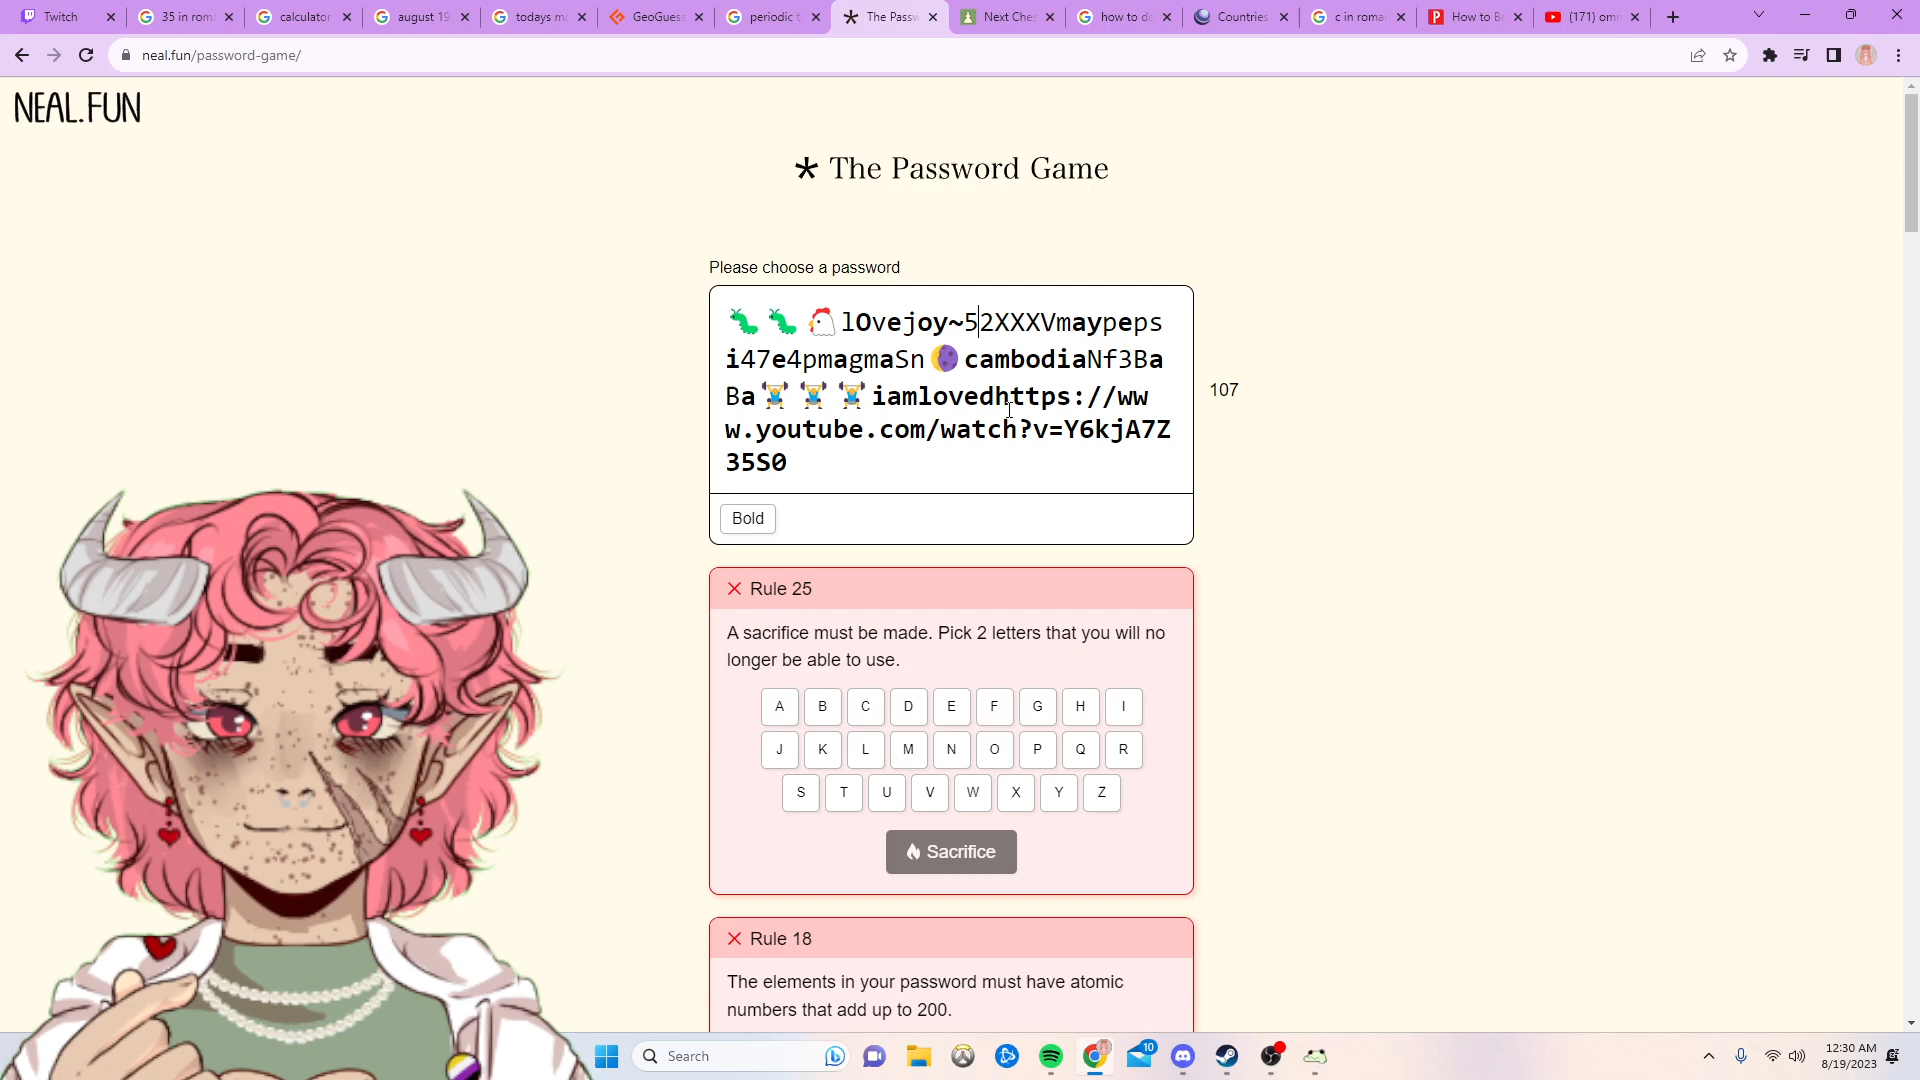 Twitch
35 in rom
calculator
august 19
todays m
GeoGues
periodic t
The Passw
Next Che
how to d
Countries
c in roma
How to B
(171) om
neal.fun/password-game/
NEAL.FUN
* The Password Game
Please choose a password
🐛🐛🐔lOvejoy~52XXXVmaypeps
i47e4pmagmaSn🌖cambodiaNf3Ba
Ba🏋️🏋️🏋️iamlovedhttps://ww
w.youtube.com/watch?v=Y6kjA7Z
35S0
107
Bold
Rule 25
A sacrifice must be made. Pick 2 letters that you will no
longer be able to use.
A B C D E F G H I
J K L M N O P Q R
S T U V W X Y Z
Sacrifice
Rule 18
The elements in your password must have atomic
numbers that add up to 200.
Search
10
12:30 AM
8/19/2023